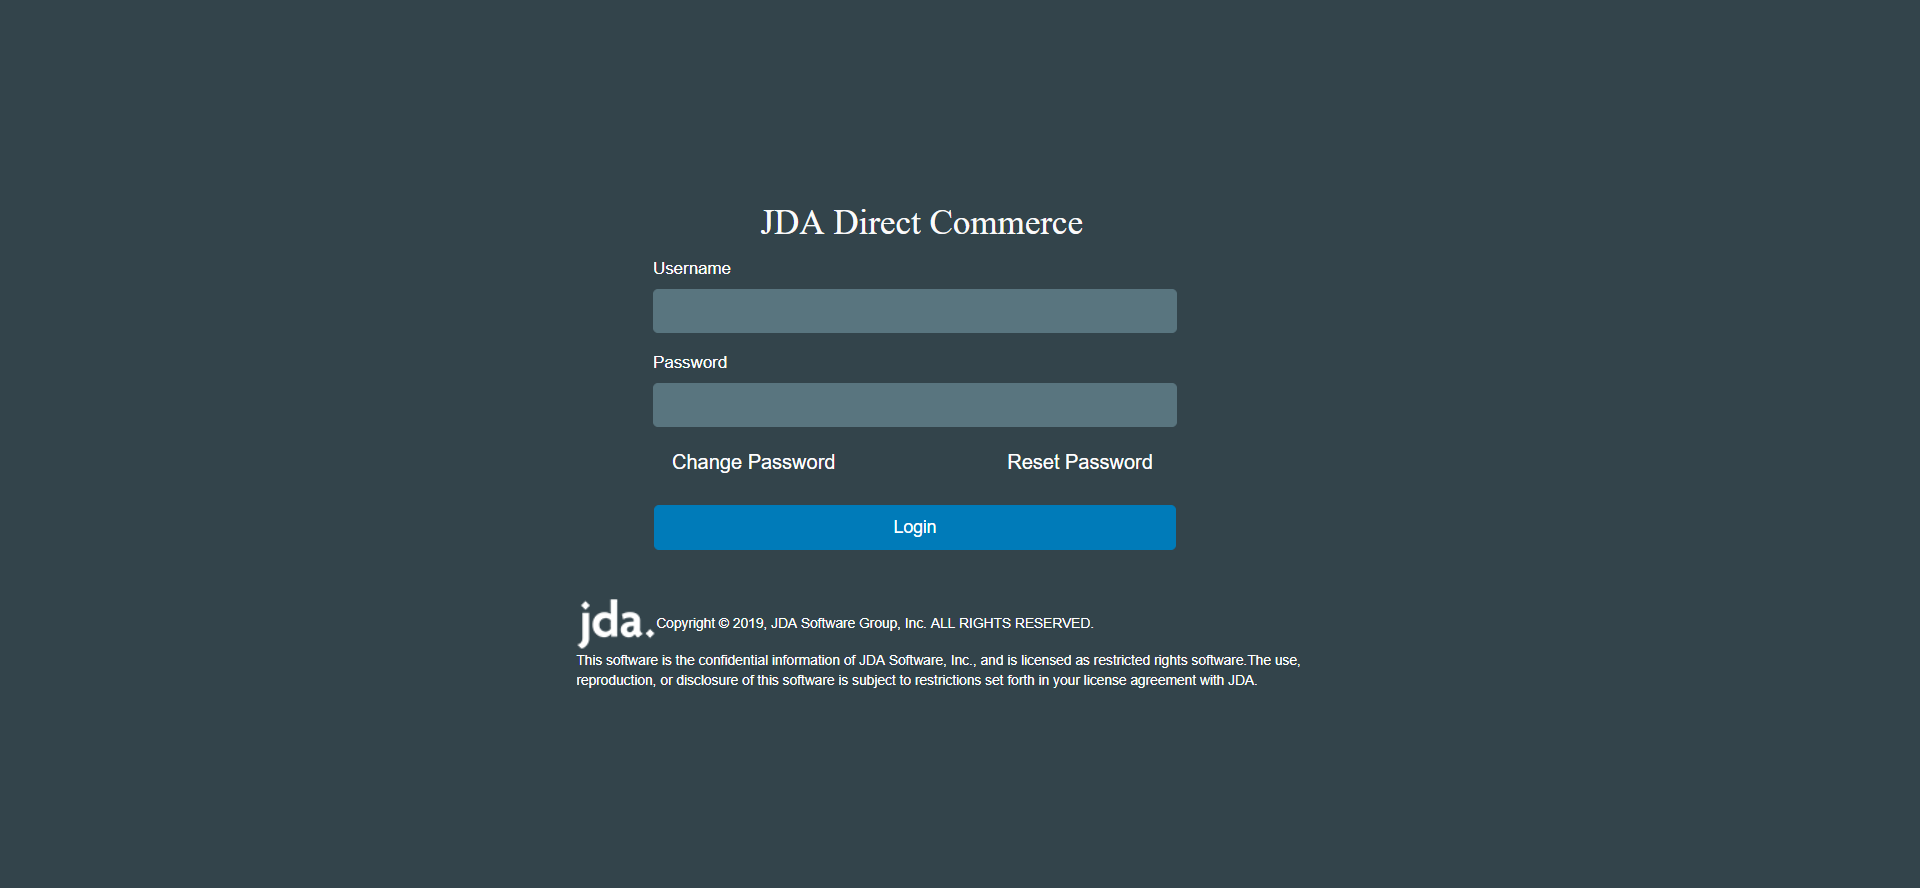 JDA Direct Commerce
Username
Password
Change Password Reset Password
Login
jda. Copyright © 2019, JDA Software Group, Inc. ALL RIGHTS RESERVED.
This software is the confidential information of JDA Software, Inc., and is licensed as restricted rights software.The use,
reproduction, or disclosure of this software is subject to restrictions set forth in your license agreement with JDA.